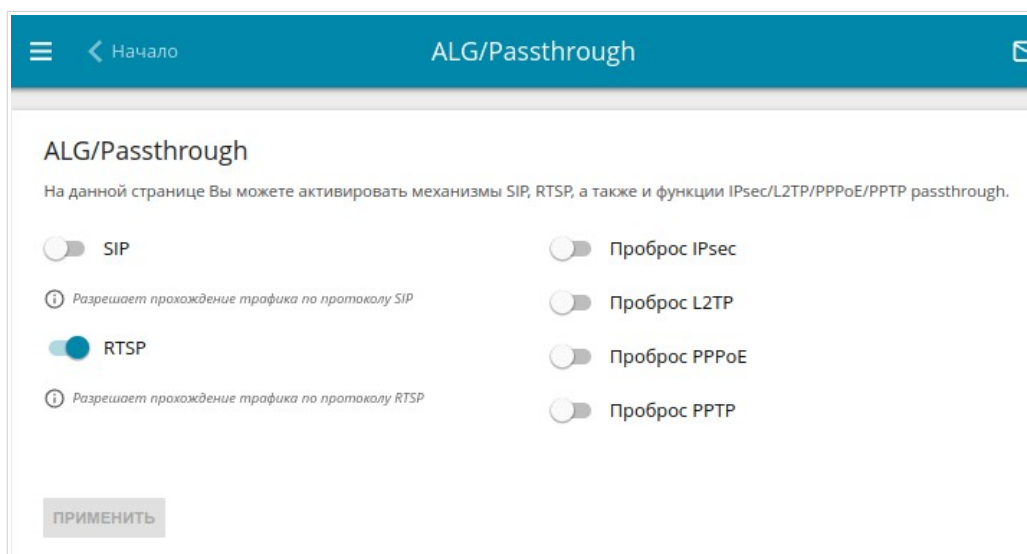 Начало
ALG/Passthrough
ALG/Passthrough
На данной странице Вы можете активировать механизмы SIP, RTSP, а также и функции IPsec/L2TP/PPPoE/PPTP passthrough.
SIP
Разрешает прохождение трафика по протоколу SIP
RTSP
Разрешает прохождение трафика по протоколу RTSP
Проброс IPsec
Проброс L2TP
Проброс PPPoE
Проброс PPTP
ПРИМЕНИТЬ